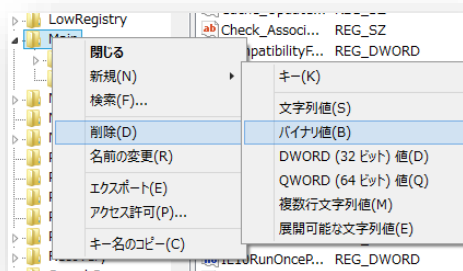 LowRegistry
Main
Check_Associ... REG_SZ
ompatibilityF... REG_DWORD
閉じる
新規(N)
検索(F)...
削除(D)
名前の変更(R)
エクスポート(E)
アクセス許可(P)...
キー名のコピー(C)
キー(K)
文字列値(S)
バイナリ値(B)
DWORD (32 ビット) 値(D)
QWORD (64 ビット) 値(Q)
複数行文字列値(M)
展開可能な文字列値(E)
IE10RunOnceP... REG_DWORD